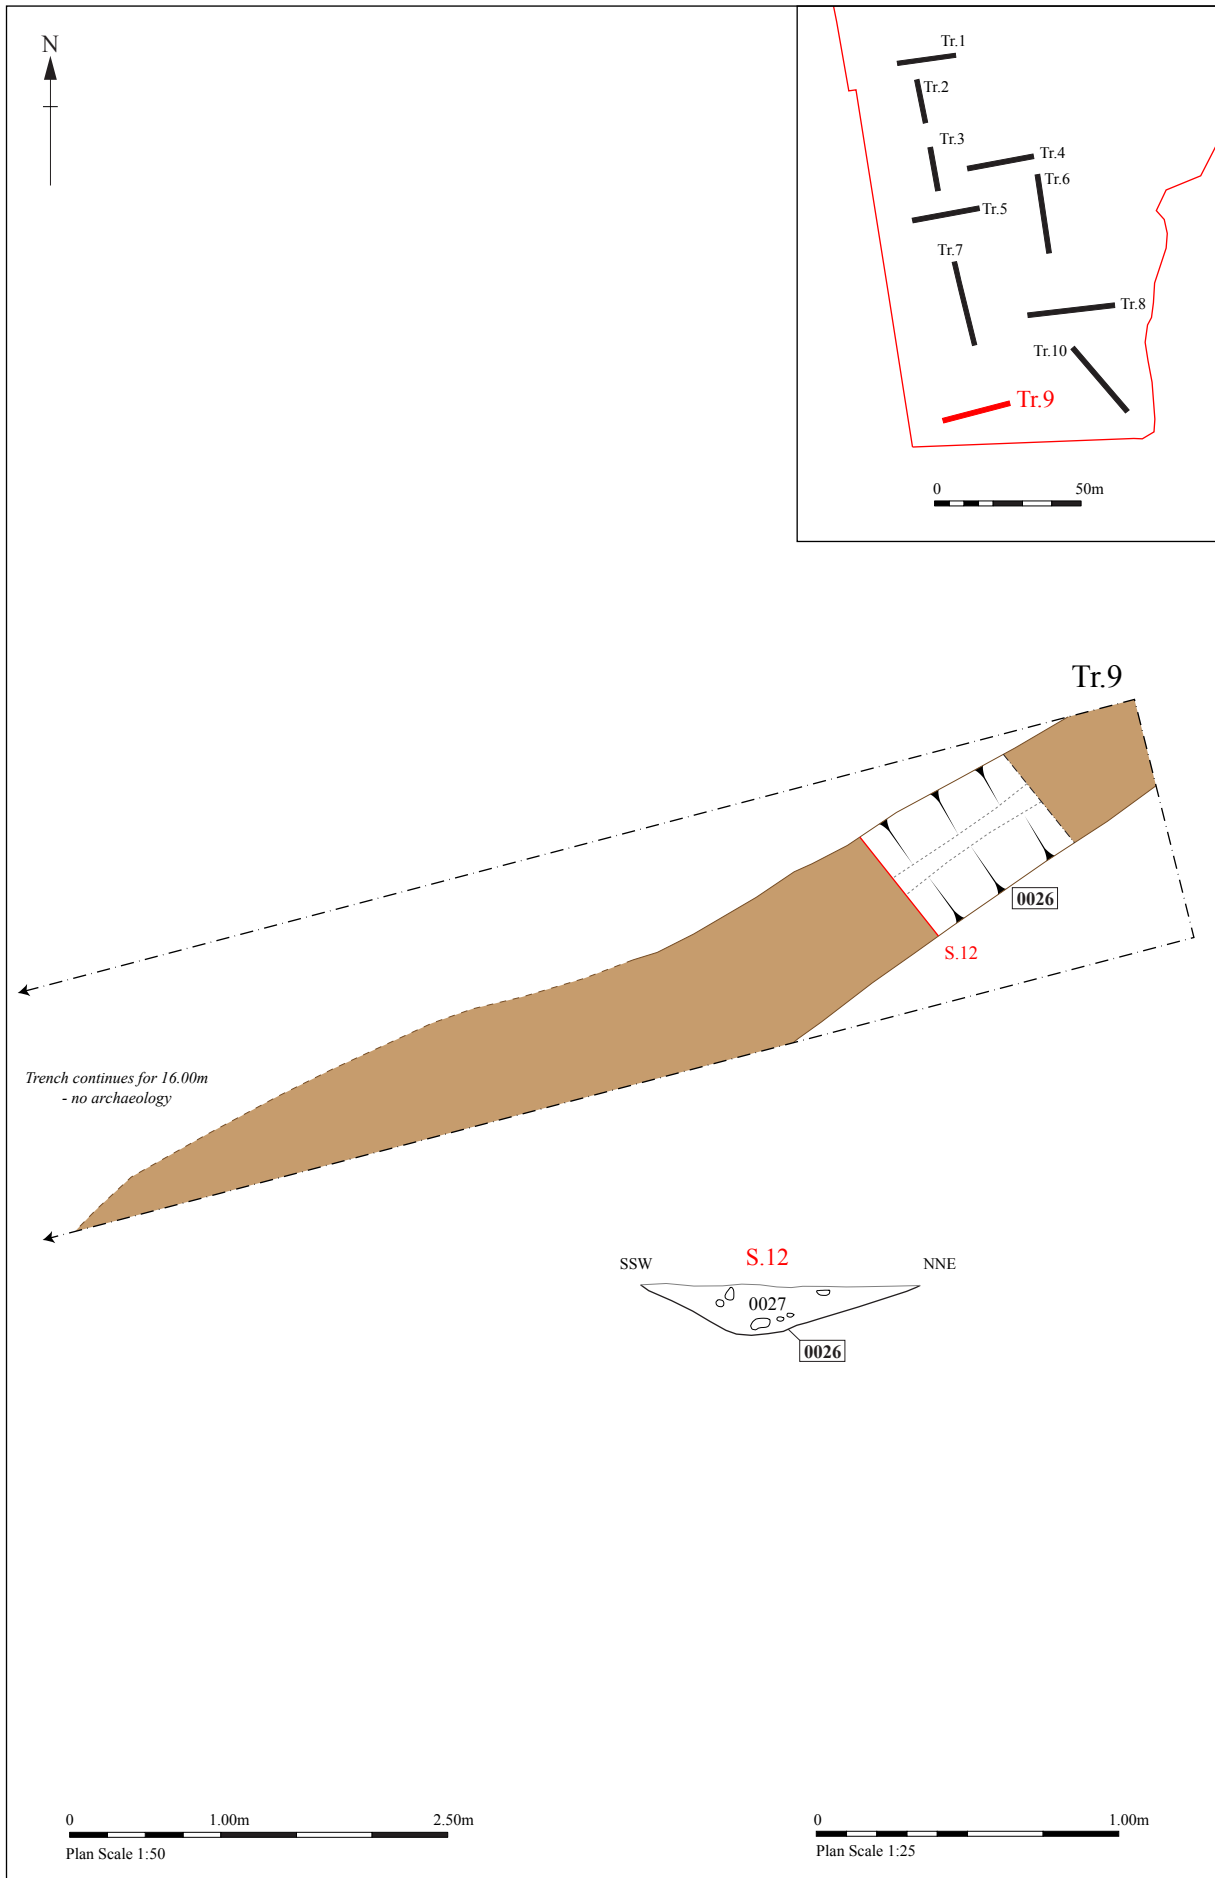 N
Tr.1
Tr.2
Tr.3
Tr.4
Tr.6
Tr.5
Tr.7
Tr.8
Tr.10
Tr.9
0 50m
Tr.9
0026
S.12
Trench continues for 16.00m
- no archaeology
SSW S.12 NNE
0027
0026
0 1.00m 2.50m
Plan Scale 1:50
0 1.00m
Plan Scale 1:25